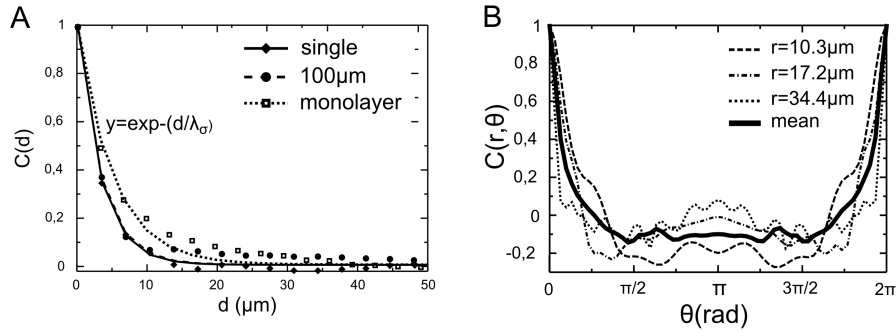 A
1
0,8
0,6
0,4
0,2
0
C(d)
single
100µm
monolayer
y=exp-(d/λσ)
0
10
20
30
40
50
d (µm)
B
1
0,8
0,6
0,4
0,2
0
-0,2
C(r,θ)
r=10.3µm
r=17.2µm
r=34.4µm
mean
0
π/2
π
3π/2
2π
θ(rad)